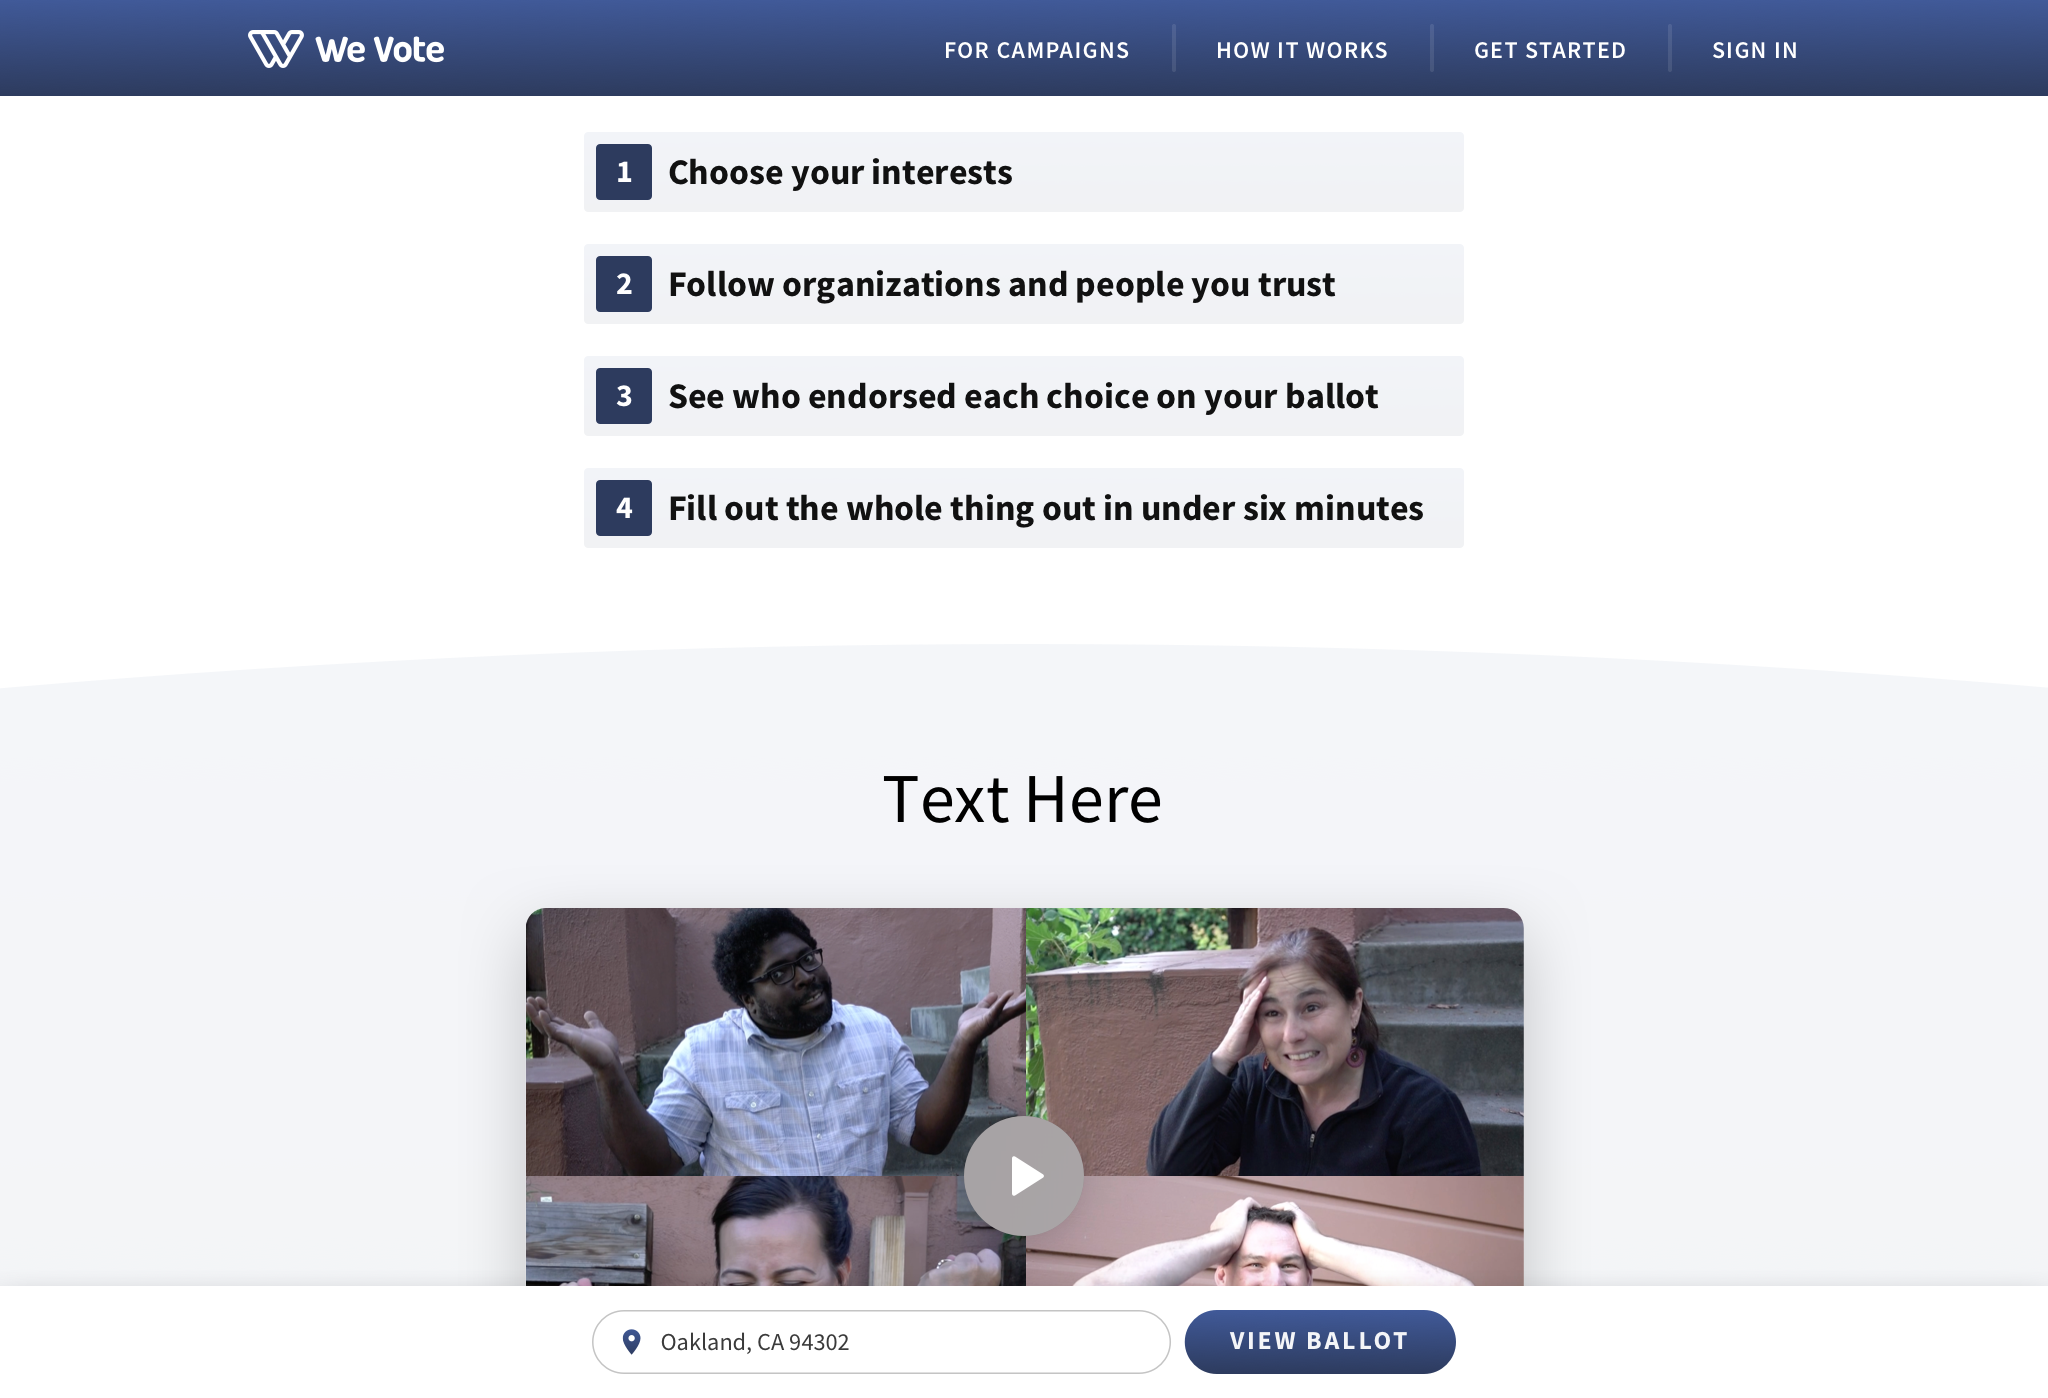 We Vote
FOR CAMPAIGNS
HOW IT WORKS
GET STARTED
SIGN IN
1 Choose your interests
2 Follow organizations and people you trust
3 See who endorsed each choice on your ballot
4 Fill out the whole thing out in under six minutes
Text Here
Oakland, CA 94302
VIEW BALLOT